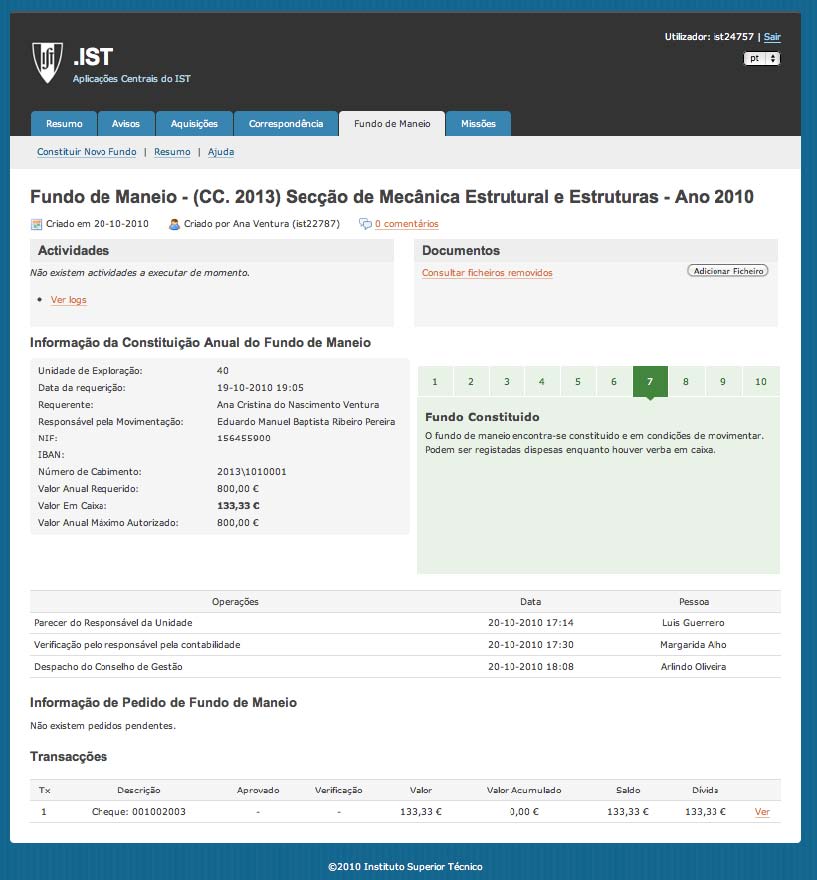 Utilizador: ist24757 | Sair
.IST
Aplicações Centrais do IST
pt
Resumo Avisos Aquisições Correspondência Fundo de Maneio Missões
Constituir Novo Fundo | Resumo | Ajuda
Fundo de Maneio - (CC. 2013) Secção de Mecânica Estrutural e Estruturas - Ano 2010
Criado em 20-10-2010 Criado por Ana Ventura (ist22787) 0 comentários
Actividades
Não existem actividades a executar de momento.
Ver logs
Documentos
Consultar ficheiros removidos Adicionar Ficheiro
Informação da Constituição Anual do Fundo de Maneio
Unidade de Exploração: 40
Data da requerição: 19-10-2010 19:05
Requerente: Ana Cristina do Nascimento Ventura
Responsável pela Movimentação: Eduardo Manuel Baptista Ribeiro Pereira
NIF: 156455900
IBAN:
Número de Cabimento: 2013\1010001
Valor Anual Requerido: 800,00 €
Valor Em Caixa: 133,33 €
Valor Anual Máximo Autorizado: 800,00 €
1 2 3 4 5 6 7 8 9 10
Fundo Constituido
O fundo de maneio encontra-se constituido e em condições de movimentar.
Podem ser registadas dispesas enquanto houver verba em caixa.
Operações Data Pessoa
Parecer do Responsável da Unidade 20-10-2010 17:14 Luis Guerreiro
Verificação pelo responsável pela contabilidade 20-10-2010 17:30 Margarida Alho
Despacho do Conselho de Gestão 20-10-2010 18:08 Arlindo Oliveira
Informação de Pedido de Fundo de Maneio
Não existem pedidos pendentes.
Transacções
Tx Descrição Aprovado Verificação Valor Valor Acumulado Saldo Dívida
1 Cheque: 001002003 - - 133,33 € 0,00 € 133,33 € 133,33 € Ver
©2010 Instituto Superior Técnico